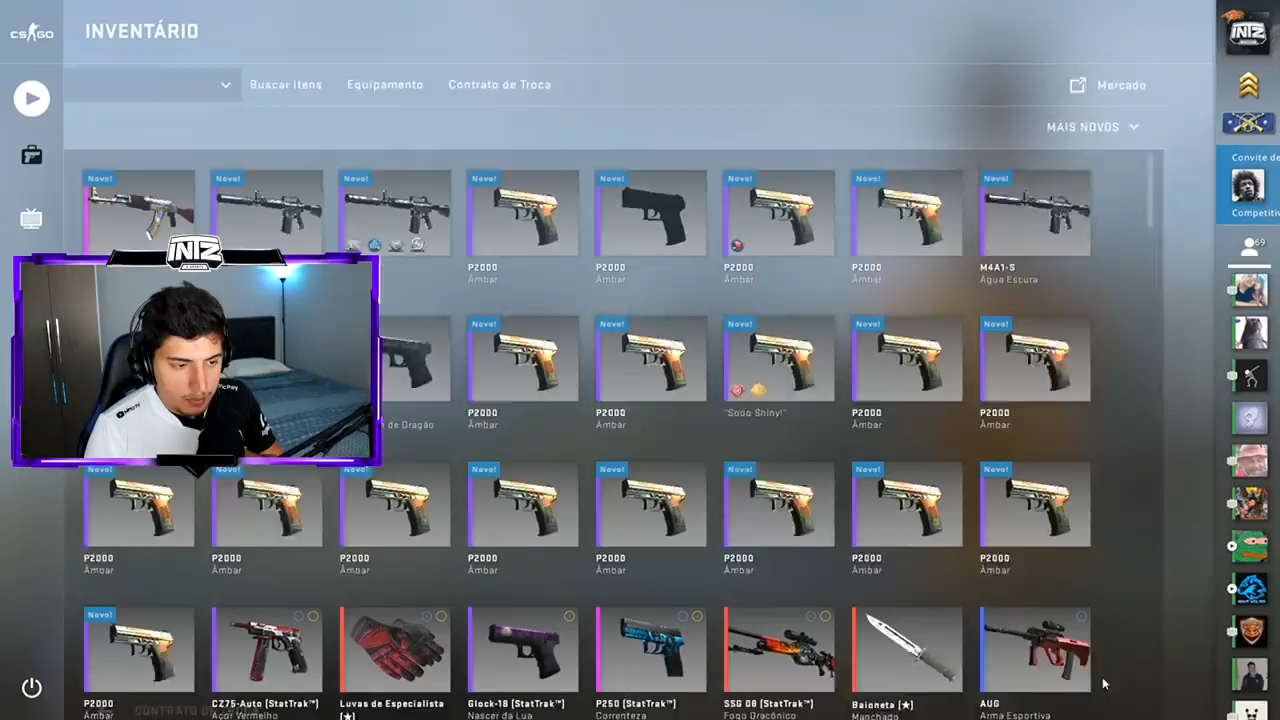 CS:GO
INVENTÁRIO
Buscar Itens
Equipamento
Contrato de Troca
Mercado
MAIS NOVOS
INTZ
Convite de
Competitiv
69
Novo! Novo! Novo! Novo! Novo! Novo! Novo! Novo!
P2000 P2000 P2000 P2000 M4A1-S
Âmbar Âmbar Âmbar Âmbar Água Escura
INTZ
Novo! Novo! Novo! Novo! Novo!
P2000 P2000 "Sooo Shiny!" P2000 P2000
de Dragão Âmbar Âmbar Âmbar Âmbar
PicPay
Novo! Novo! Novo! Novo! Novo! Novo! Novo! Novo!
P2000 P2000 P2000 P2000 P2000 P2000 P2000 P2000
Âmbar Âmbar Âmbar Âmbar Âmbar Âmbar Âmbar Âmbar
Novo!
P2000 CZ75-Auto (StatTrak™) Luvas de Especialista Glock-18 (StatTrak™) P250 (StatTrak™) SSG 08 (StatTrak™) Baioneta (★) AUG
Âmbar Açor Vermelho (★) Nascer da Lua Correnteza Fogo Dracônico Manchado Arma Esportiva